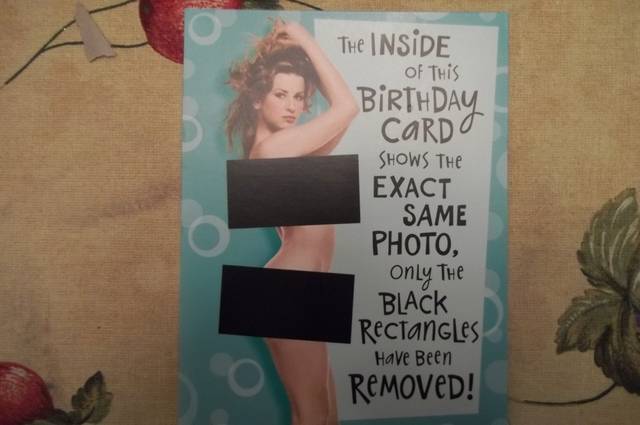 THE INSIDE
OF THIS
BIRTHDAY
CARD
SHOWS THE
EXACT
SAME
PHOTO,
ONLY THE
BLACK
RECTANGLES
HAVE BEEN
REMOVED!